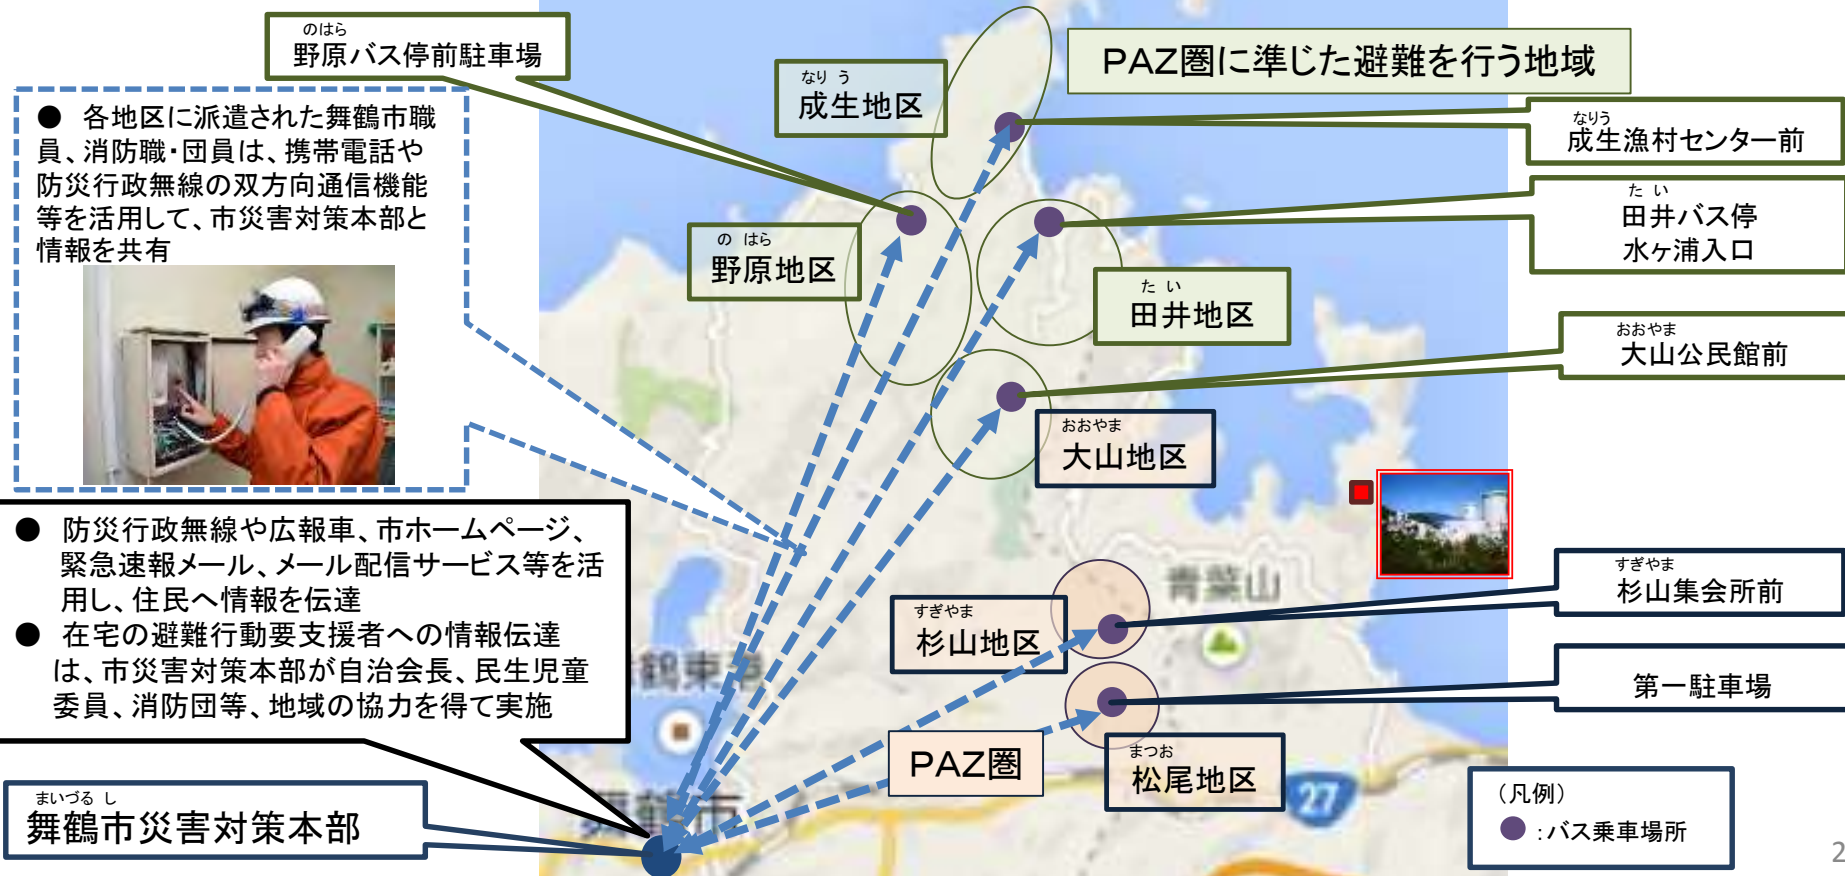 のはら
野原バス停前駐車場
なり う
成生地区
PAZ圏に準じた避難を行う地域
なりう
成生漁村センター前
● 各地区に派遣された舞鶴市職
員、消防職・団員は、携帯電話や
防災行政無線の双方向通信機能
等を活用して、市災害対策本部と
情報を共有
た い
田井バス停
水ヶ浦入口
の はら
野原地区
た い
田井地区
おおやま
大山公民館前
おおやま
大山地区
● 防災行政無線や広報車、市ホームページ、
緊急速報メール、メール配信サービス等を活
用し、住民へ情報を伝達
● 在宅の避難行動要支援者への情報伝達
は、市災害対策本部が自治会長、民生児童
委員、消防団等、地域の協力を得て実施
青葉山
すぎやま
杉山集会所前
すぎやま
杉山地区
鶴東港
第一駐車場
PAZ圏
まつお
松尾地区
27
舞鶴市
まいづる し
舞鶴市災害対策本部
（凡例）
●：バス乗車場所
2